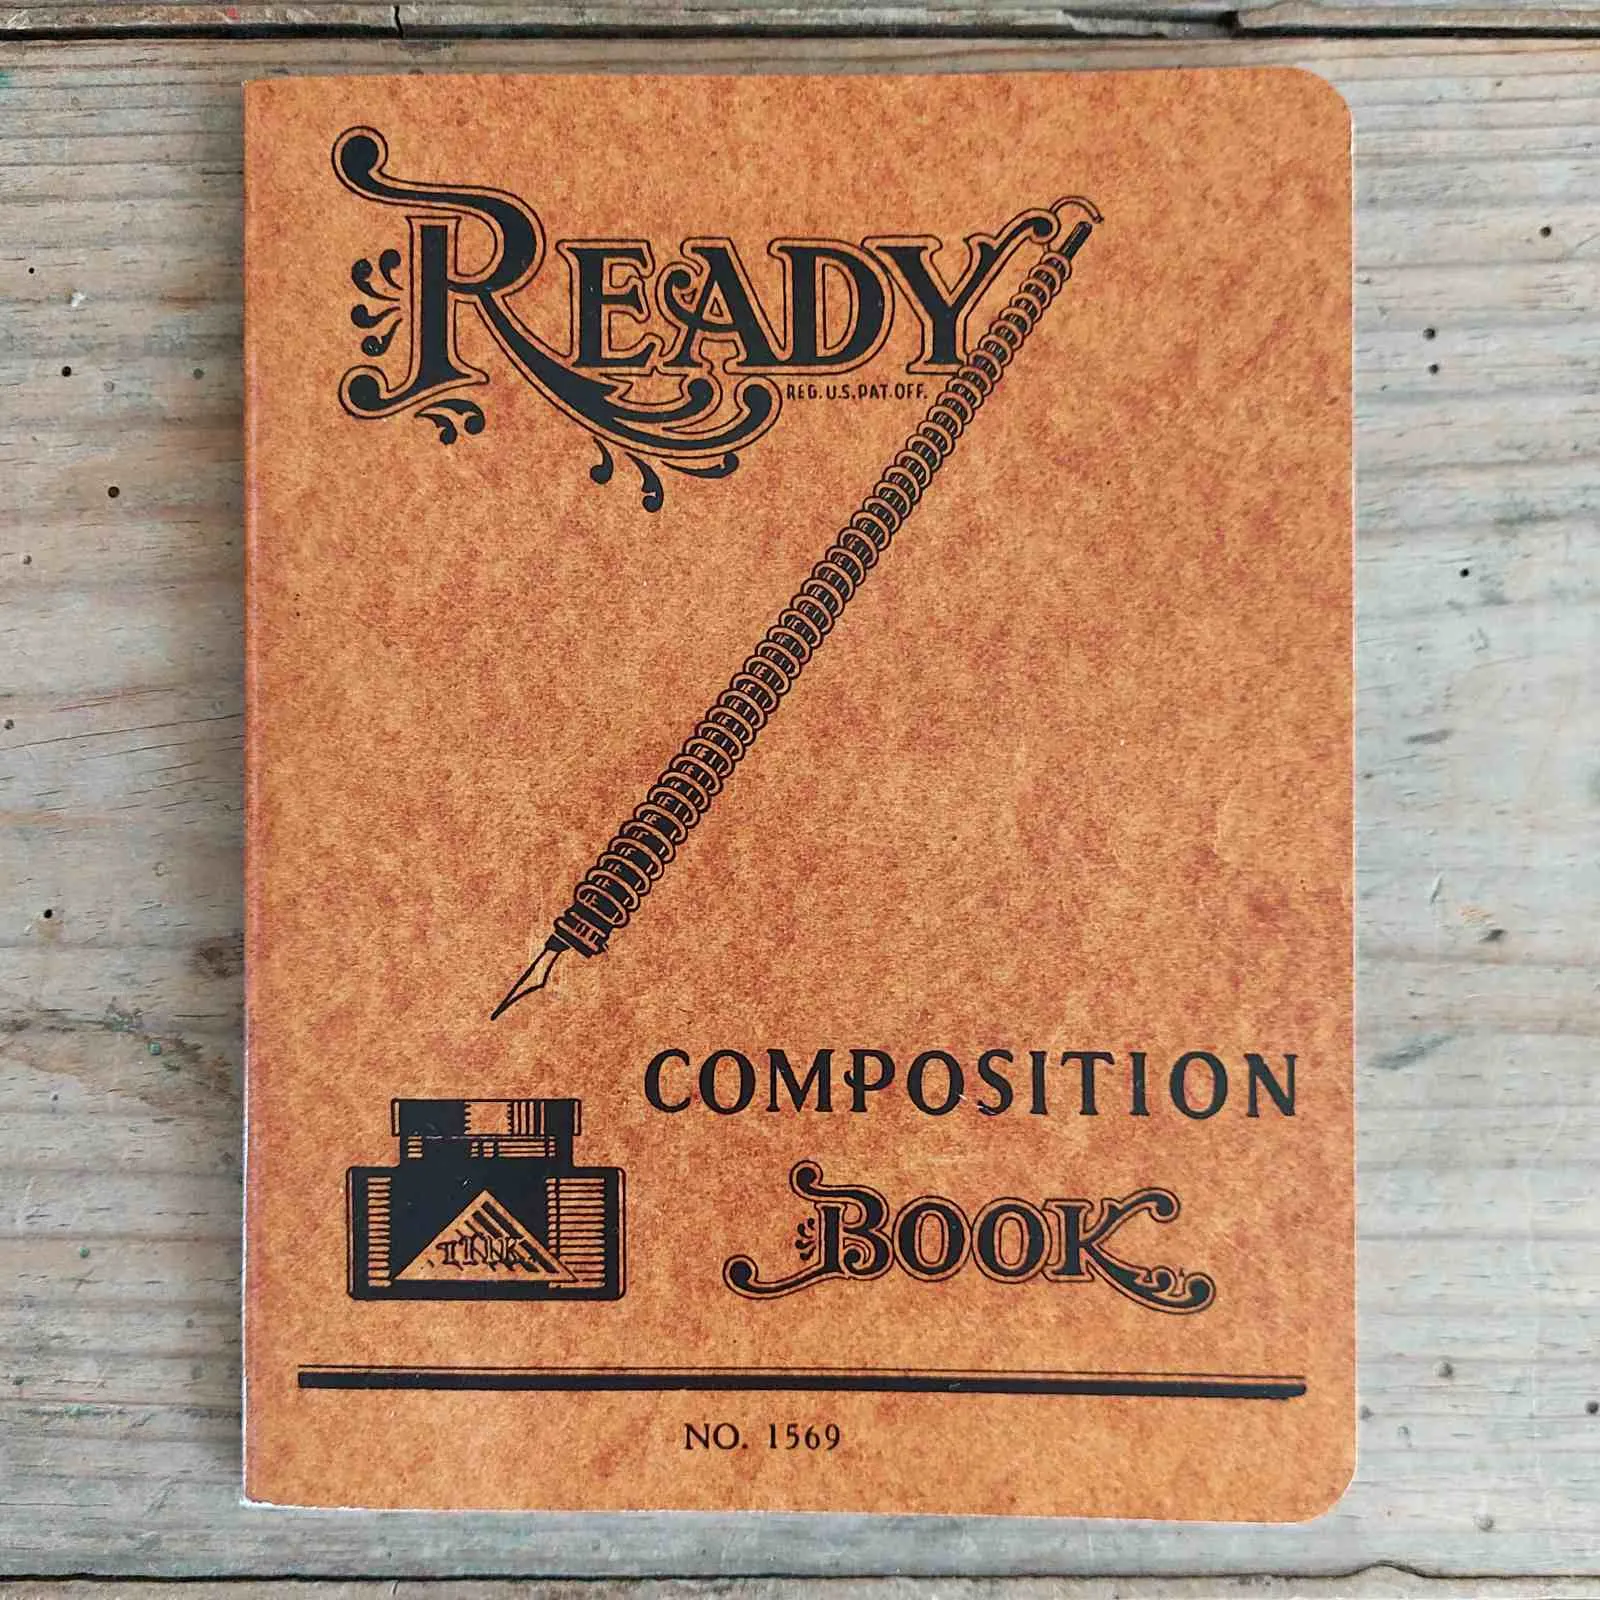 READY
REG. U.S. PAT. OFF.
COMPOSITION
BOOK
INK
NO. 1569